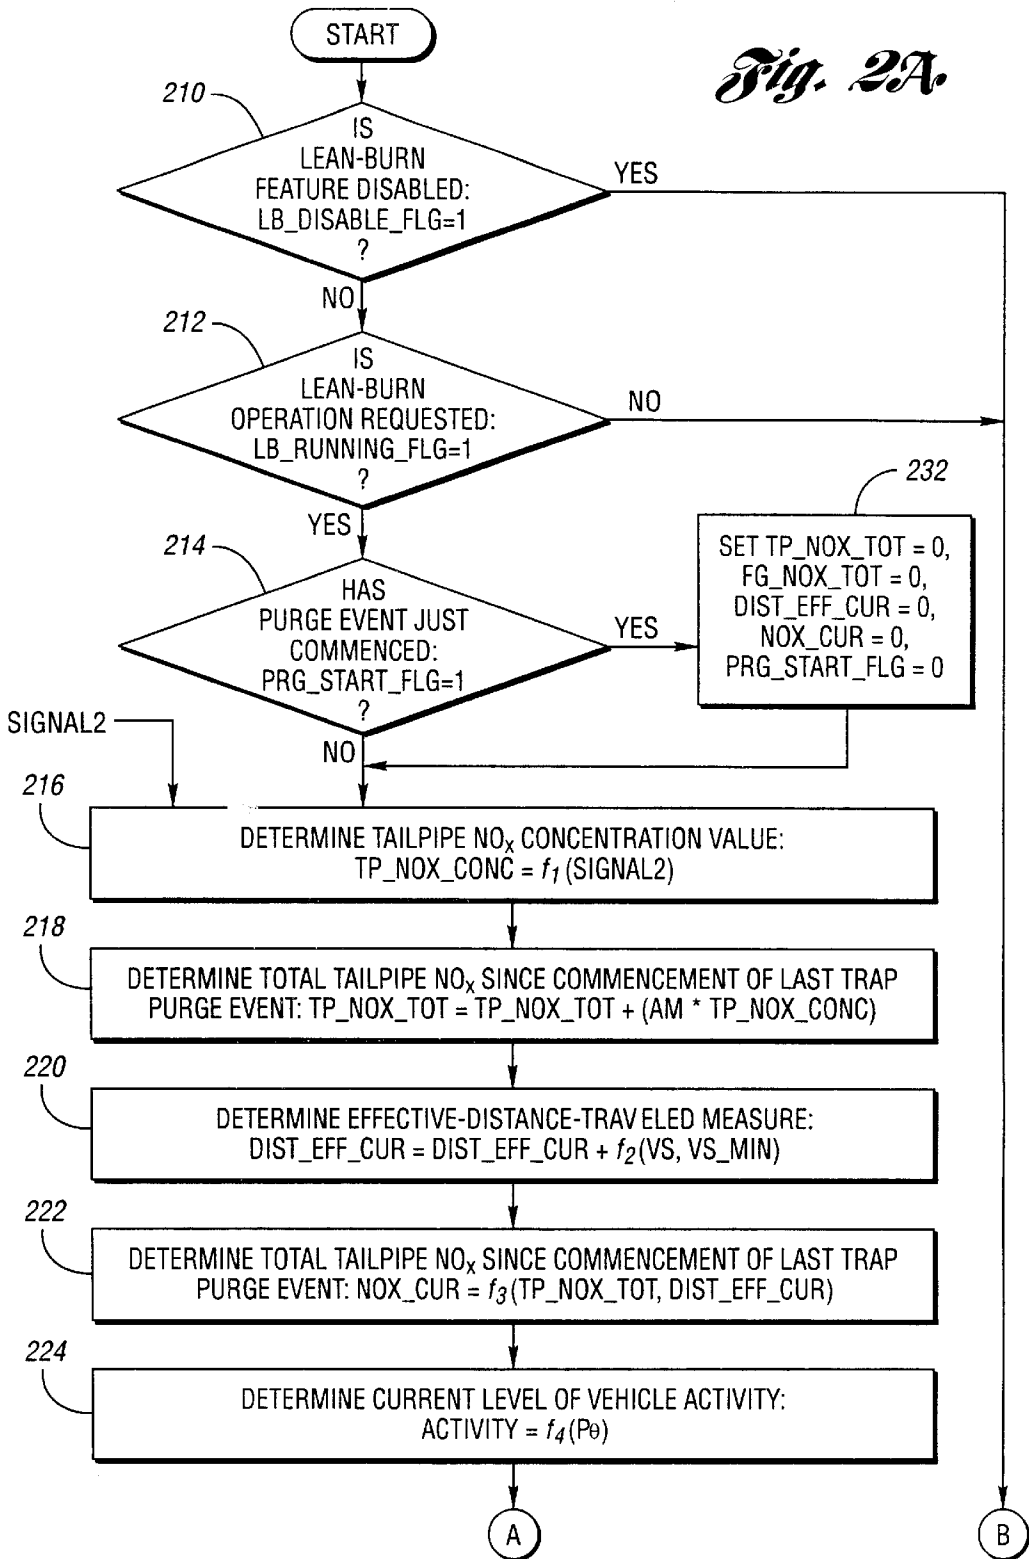 START
Fig. 2A.
210
IS
LEAN-BURN
FEATURE DISABLED:
LB_DISABLE_FLG=1
?
YES
NO
212
IS
LEAN-BURN
OPERATION REQUESTED:
LB_RUNNING_FLG=1
?
NO
YES
232
SET TP_NOX_TOT = 0,
FG_NOX_TOT = 0,
DIST_EFF_CUR = 0,
NOX_CUR = 0,
PRG_START_FLG = 0
214
HAS
PURGE EVENT JUST
COMMENCED:
PRG_START_FLG=1
?
YES
NO
SIGNAL2
216
DETERMINE TAILPIPE NOx CONCENTRATION VALUE:
TP_NOX_CONC = f1 (SIGNAL2)
218
DETERMINE TOTAL TAILPIPE NOx SINCE COMMENCEMENT OF LAST TRAP
PURGE EVENT: TP_NOX_TOT = TP_NOX_TOT + (AM * TP_NOX_CONC)
220
DETERMINE EFFECTIVE-DISTANCE-TRAVELED MEASURE:
DIST_EFF_CUR = DIST_EFF_CUR + f2 (VS, VS_MIN)
222
DETERMINE TOTAL TAILPIPE NOx SINCE COMMENCEMENT OF LAST TRAP
PURGE EVENT: NOX_CUR = f3 (TP_NOX_TOT, DIST_EFF_CUR)
224
DETERMINE CURRENT LEVEL OF VEHICLE ACTIVITY:
ACTIVITY = f4 (Pθ)
A
B